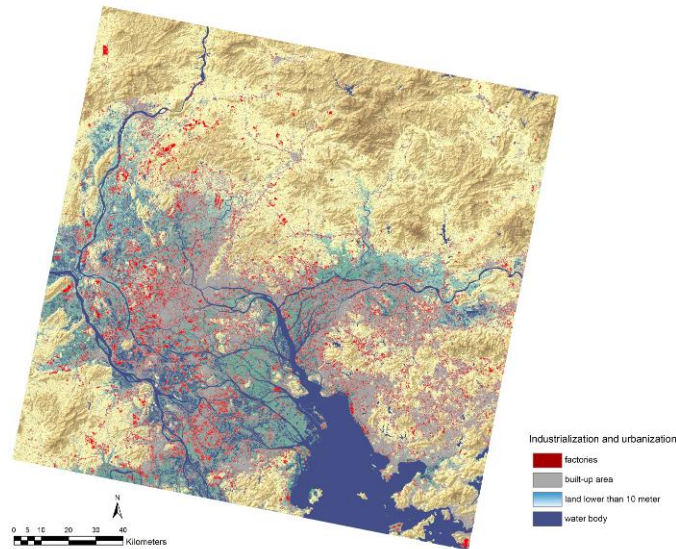 Industrialization and urbanization
factories
built-up area
land lower than 10 meter
water body
N
0 5 10 20 30 40
Kilometers